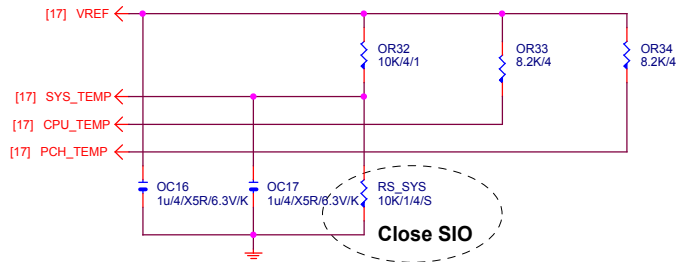 [17] VREF
OR32
10K/4/1
OR33
8.2K/4
OR34
8.2K/4
[17] SYS_TEMP
[17] CPU_TEMP
[17] PCH_TEMP
OC16
1u/4/X5R/6.3V/K
OC17
1u/4/X5R/6.3V/K
RS_SYS
10K/1/4/S
Close SIO